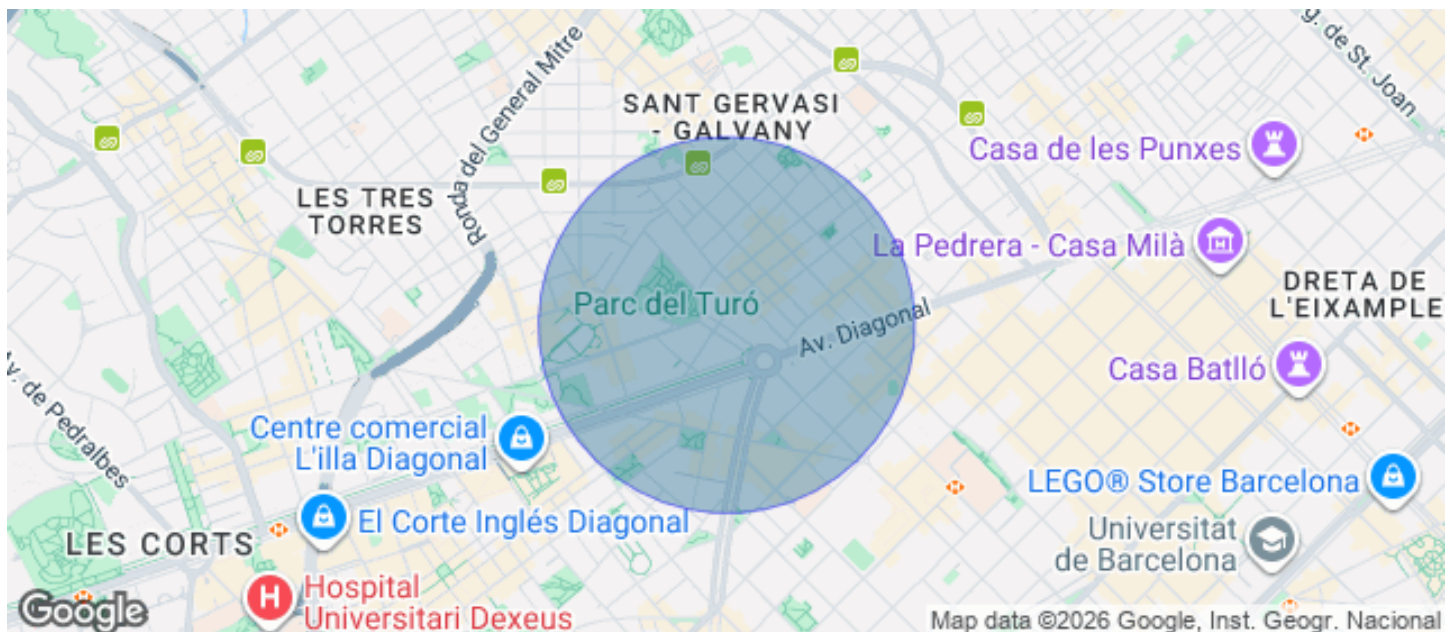 g. de St. Joan
Ronda del General Mitre
SANT GERVASI
- GALVANY
Casa de les Punxes
LES TRES
TORRES
La Pedrera - Casa Milà
DRETA DE
L'EIXAMPLE
Parc del Turó
Av. Diagonal
Casa Batlló
Av. de Pedralbes
Centre comercial
L'illa Diagonal
LEGO® Store Barcelona
El Corte Inglés Diagonal
LES CORTS
Universitat
de Barcelona
H
Hospital
Universitari Dexeus
Google
Map data ©2026 Google, Inst. Geogr. Nacional